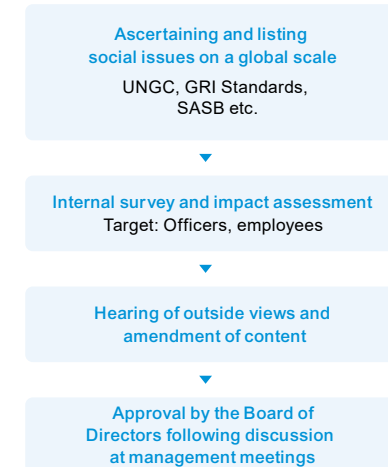 Ascertaining and listing
social issues on a global scale
UNGC, GRI Standards,
SASB etc.
Internal survey and impact assessment
Target: Officers, employees
Hearing of outside views and
amendment of content
Approval by the Board of
Directors following discussion
at management meetings